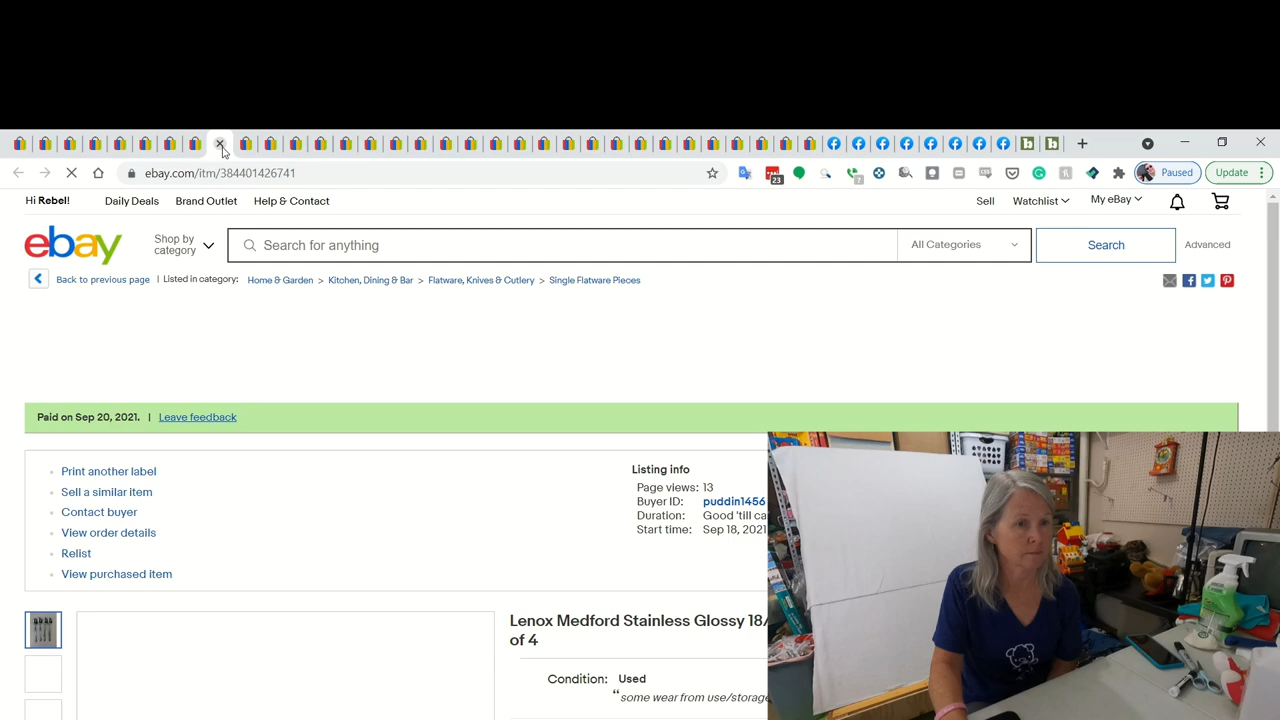 23
?
ebay.com/itm/384401426741
Paused
Update
Hi Rebel!
Daily Deals
Brand Outlet
Help & Contact
Sell
Watchlist
My eBay
ebay
Shop by
category
Search for anything
All Categories
Search
Advanced
Back to previous page | Listed in category:
Home & Garden > Kitchen, Dining & Bar > Flatware, Knives & Cutlery > Single Flatware Pieces
Paid on Sep 20, 2021. | Leave feedback
Print another label
Sell a similar item
Contact buyer
View order details
Relist
View purchased item
Listing info
Page views: 13
Buyer ID: puddin1456
Duration: Good 'till ca
Start time: Sep 18, 2021
Lenox Medford Stainless Glossy 18/
of 4
Condition: Used
“some wear from use/storage